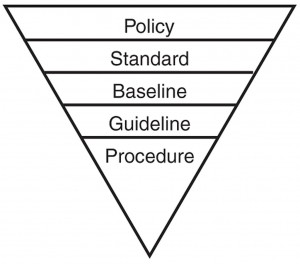 Policy
Standard
Baseline
Guideline
Procedure